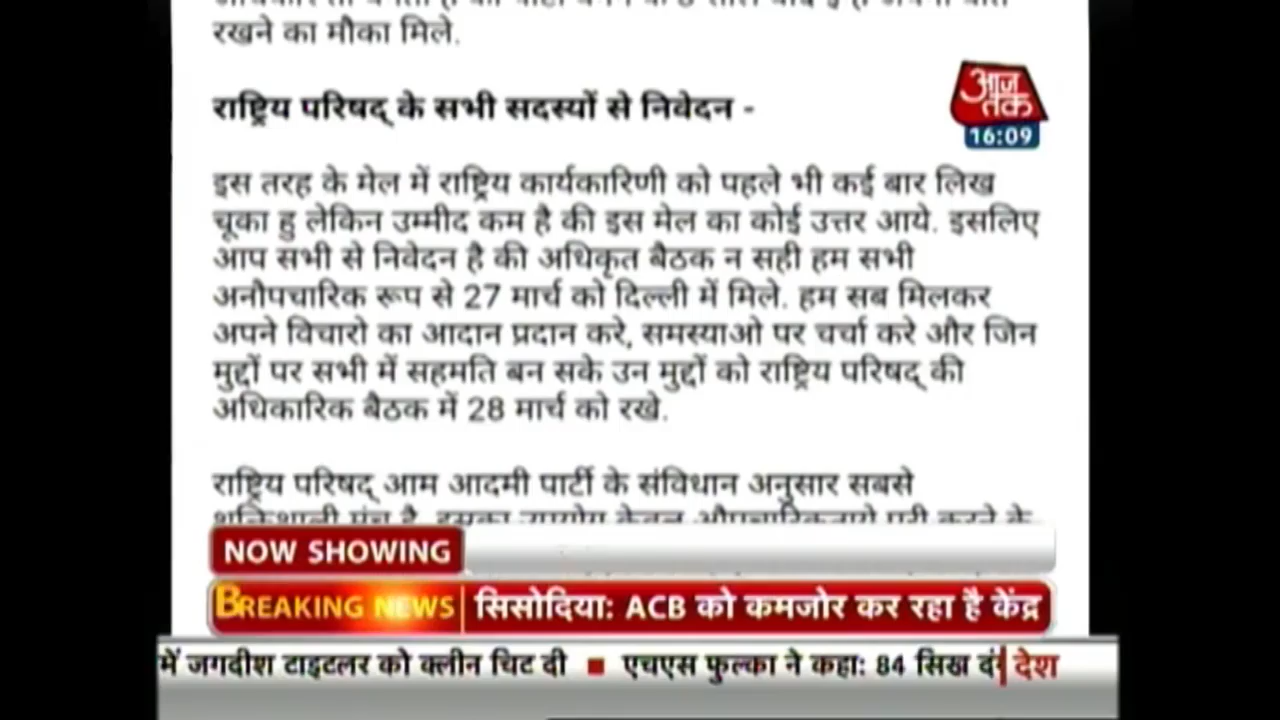 रखने का मौका मिले.
राष्ट्रिय परिषद् के सभी सदस्यों से निवेदन -
आज तक
16:09
इस तरह के मेल में राष्ट्रिय कार्यकारिणी को पहले भी कई बार लिख
चूका हु लेकिन उम्मीद कम है की इस मेल का कोई उत्तर आये. इसलिए
आप सभी से निवेदन है की अधिकृत बैठक न सही हम सभी
अनौपचारिक रूप से 27 मार्च को दिल्ली में मिले. हम सब मिलकर
अपने विचारो का आदान प्रदान करे, समस्याओ पर चर्चा करे और जिन
मुद्दों पर सभी में सहमति बन सके उन मुद्दों को राष्ट्रिय परिषद् की
अधिकारिक बैठक में 28 मार्च को रखे.
राष्ट्रिय परिषद् आम आदमी पार्टी के संविधान अनुसार सबसे
NOW SHOWING
BREAKING NEWS सिसोदिया: ACB को कमजोर कर रहा है केंद्र
में जगदीश टाइटलर को क्लीन चिट दी ■ एचएस फुल्का ने कहा: 84 सिख देश